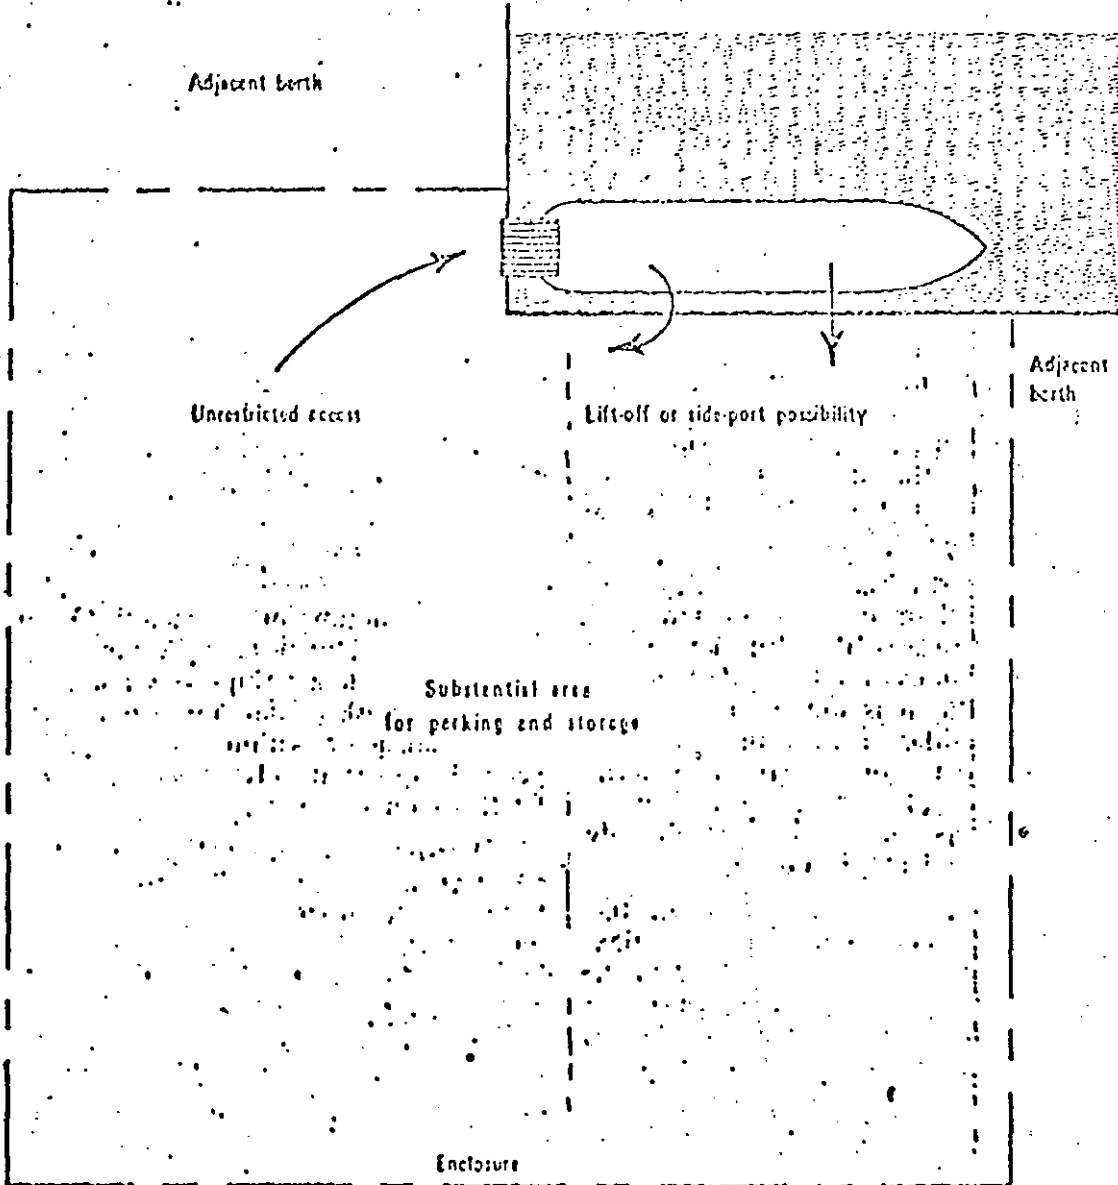 Adjacent berth
Adjacent
berth
Unrestricted access
Lift-off or side-port possibility
Substantial area
for parking and storage
Enclosure